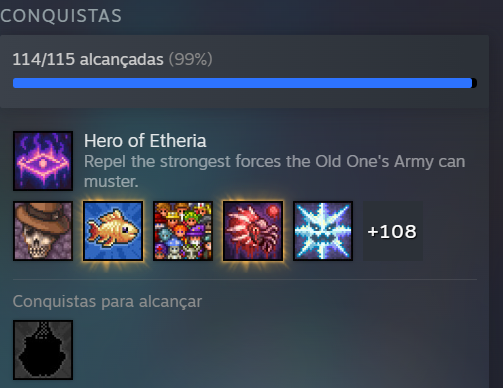 CONQUISTAS
114/115 alcançadas (99%)
Hero of Etheria
Repel the strongest forces the Old One's Army can
muster.
+108
Conquistas para alcançar